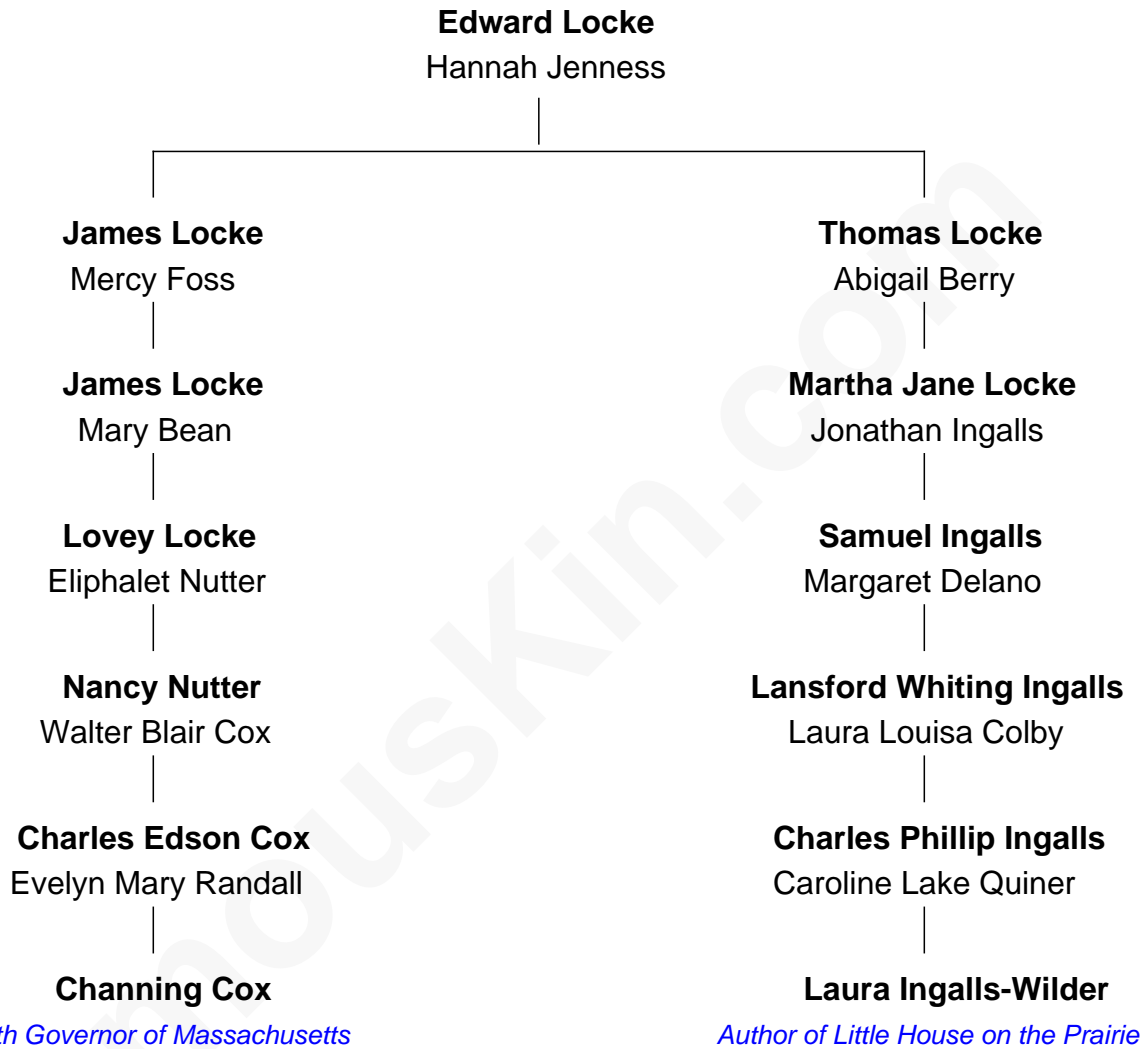 Edward Locke
Hannah Jenness
James Locke
Mercy Foss
Thomas Locke
Abigail Berry
James Locke
Mary Bean
Martha Jane Locke
Jonathan Ingalls
Lovey Locke
Eliphalet Nutter
Samuel Ingalls
Margaret Delano
Nancy Nutter
Walter Blair Cox
Lansford Whiting Ingalls
Laura Louisa Colby
Charles Edson Cox
Evelyn Mary Randall
Charles Phillip Ingalls
Caroline Lake Quiner
Channing Cox
th Governor of Massachusetts
Laura Ingalls-Wilder
Author of Little House on the Prairie
mouskin.com